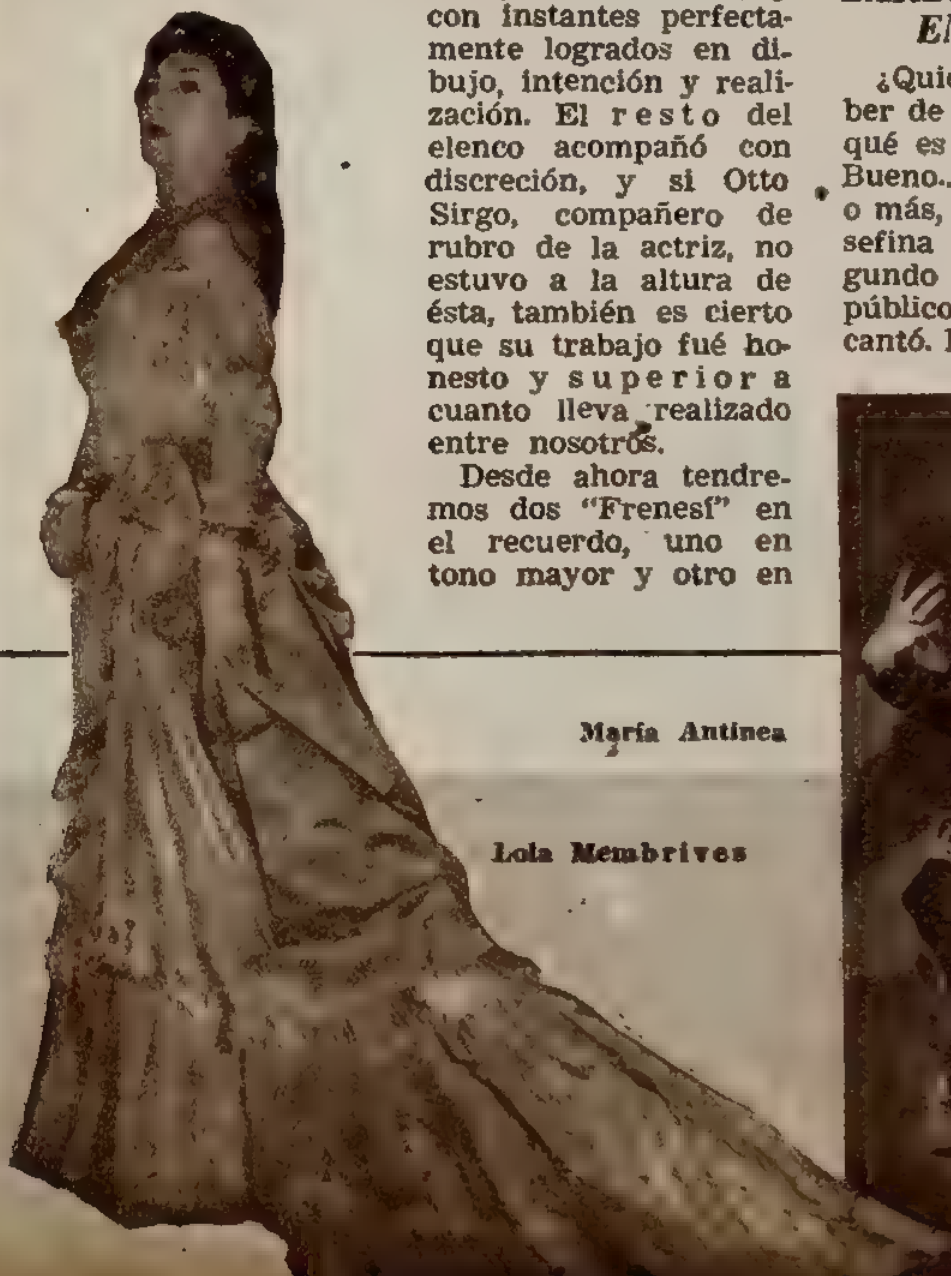 con instantes perfecta-
mente logrados en di-
bujo, intención y reali-
zación. El resto del
elenco acompañó con
discreción, y si Otto
Sirgo, compañero de
rubro de la actriz, no
estuvo a la altura de
ésta, también es cierto
que su trabajo fué ho-
nesto y superior a
cuanto lleva realizado
entre nosotros.
Desde ahora tendre-
mos dos “Frenesí” en
el recuerdo, uno en
tono mayor y otro en
ber de
qué es
Bueno..
o más,
sefina
gundo
público
cantó.
María Antinea
Lola Membrives